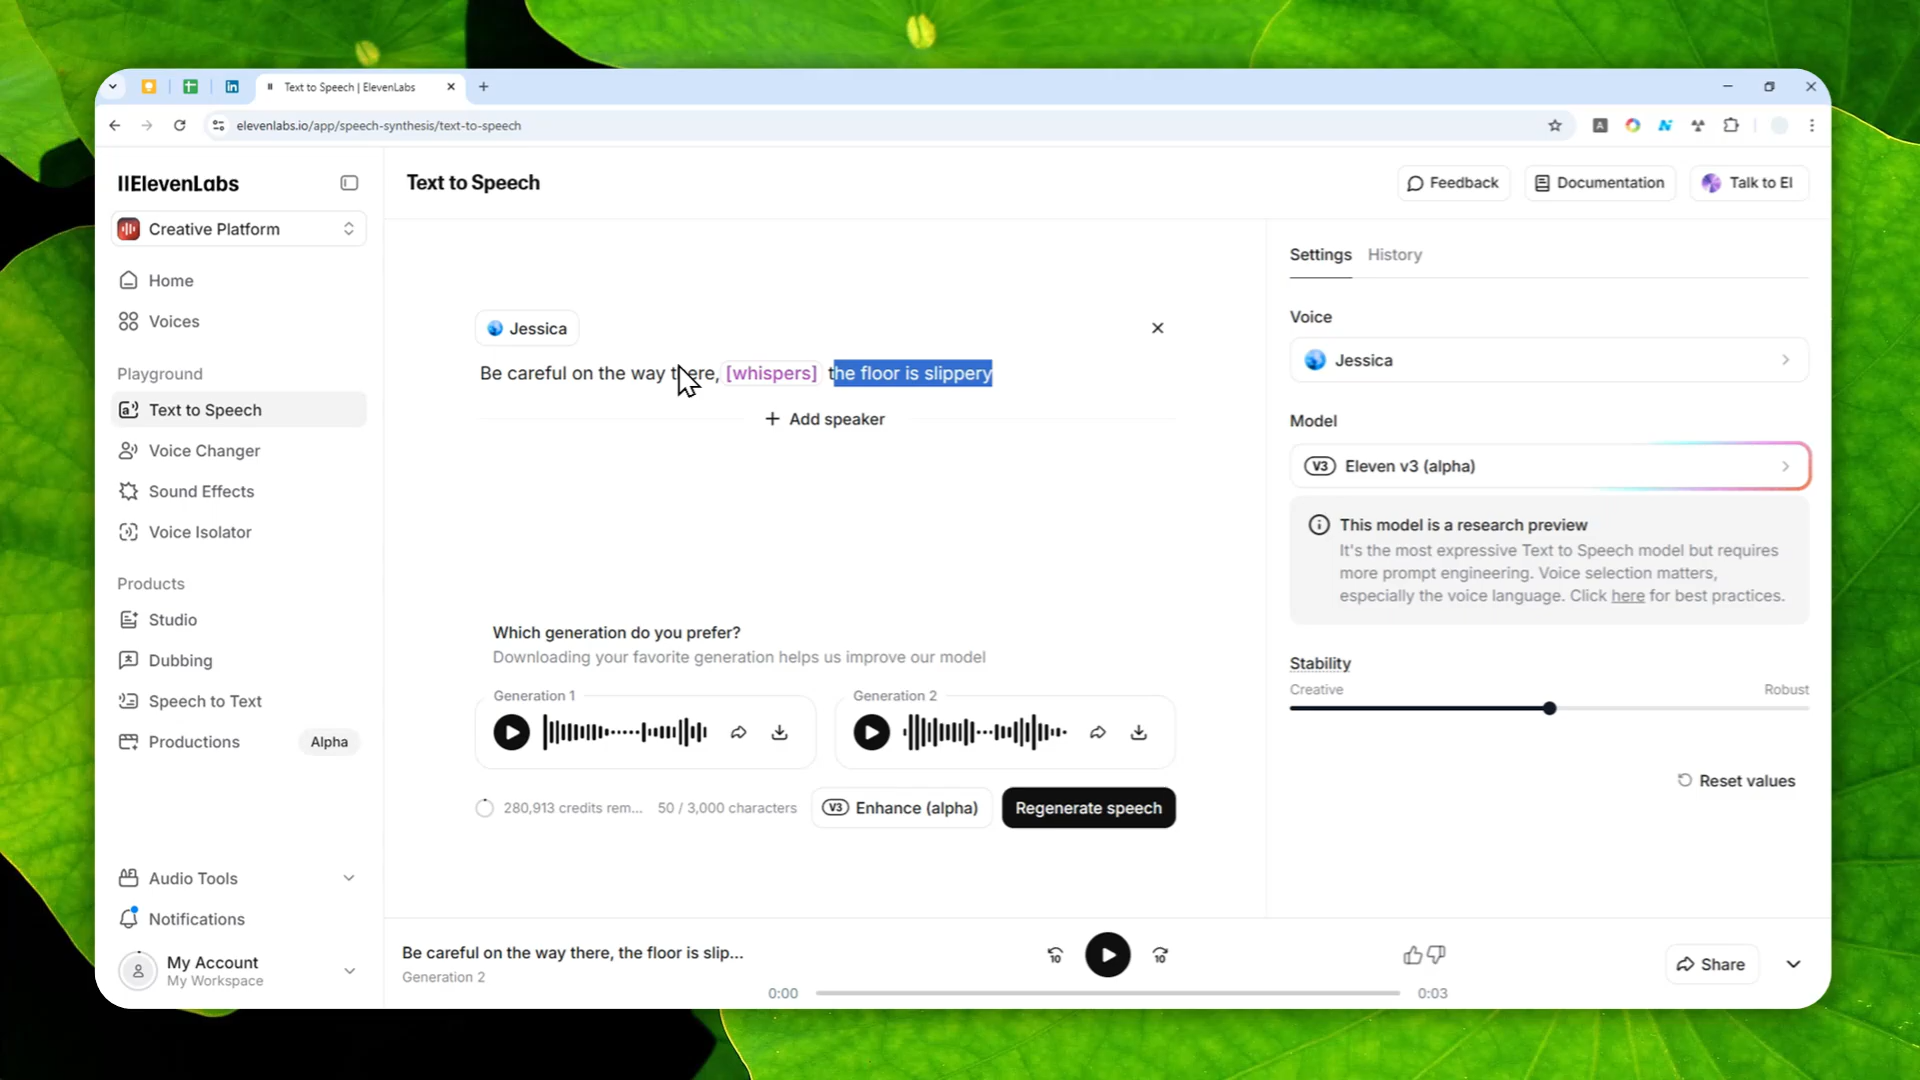 Text to Speech | ElevenLabs
elevenlabs.io/app/speech-synthesis/text-to-speech
IIElevenLabs
Creative Platform
Home
Voices
Playground
Text to Speech
Voice Changer
Sound Effects
Voice Isolator
Products
Studio
Dubbing
Speech to Text
Productions Alpha
Audio Tools
Notifications
My Account
My Workspace
Text to Speech
Feedback
Documentation
Talk to El
Jessica
Be careful on the way there, [whispers] the floor is slippery
+ Add speaker
Which generation do you prefer?
Downloading your favorite generation helps us improve our model
Generation 1
Generation 2
280,913 credits rem... 50 / 3,000 characters
V3 Enhance (alpha)
Regenerate speech
Settings History
Voice
Jessica
Model
V3 Eleven v3 (alpha)
This model is a research preview
It's the most expressive Text to Speech model but requires
more prompt engineering. Voice selection matters,
especially the voice language. Click here for best practices.
Stability
Creative Robust
Reset values
Be careful on the way there, the floor is slip...
Generation 2
10
10
0:00
0:03
Share